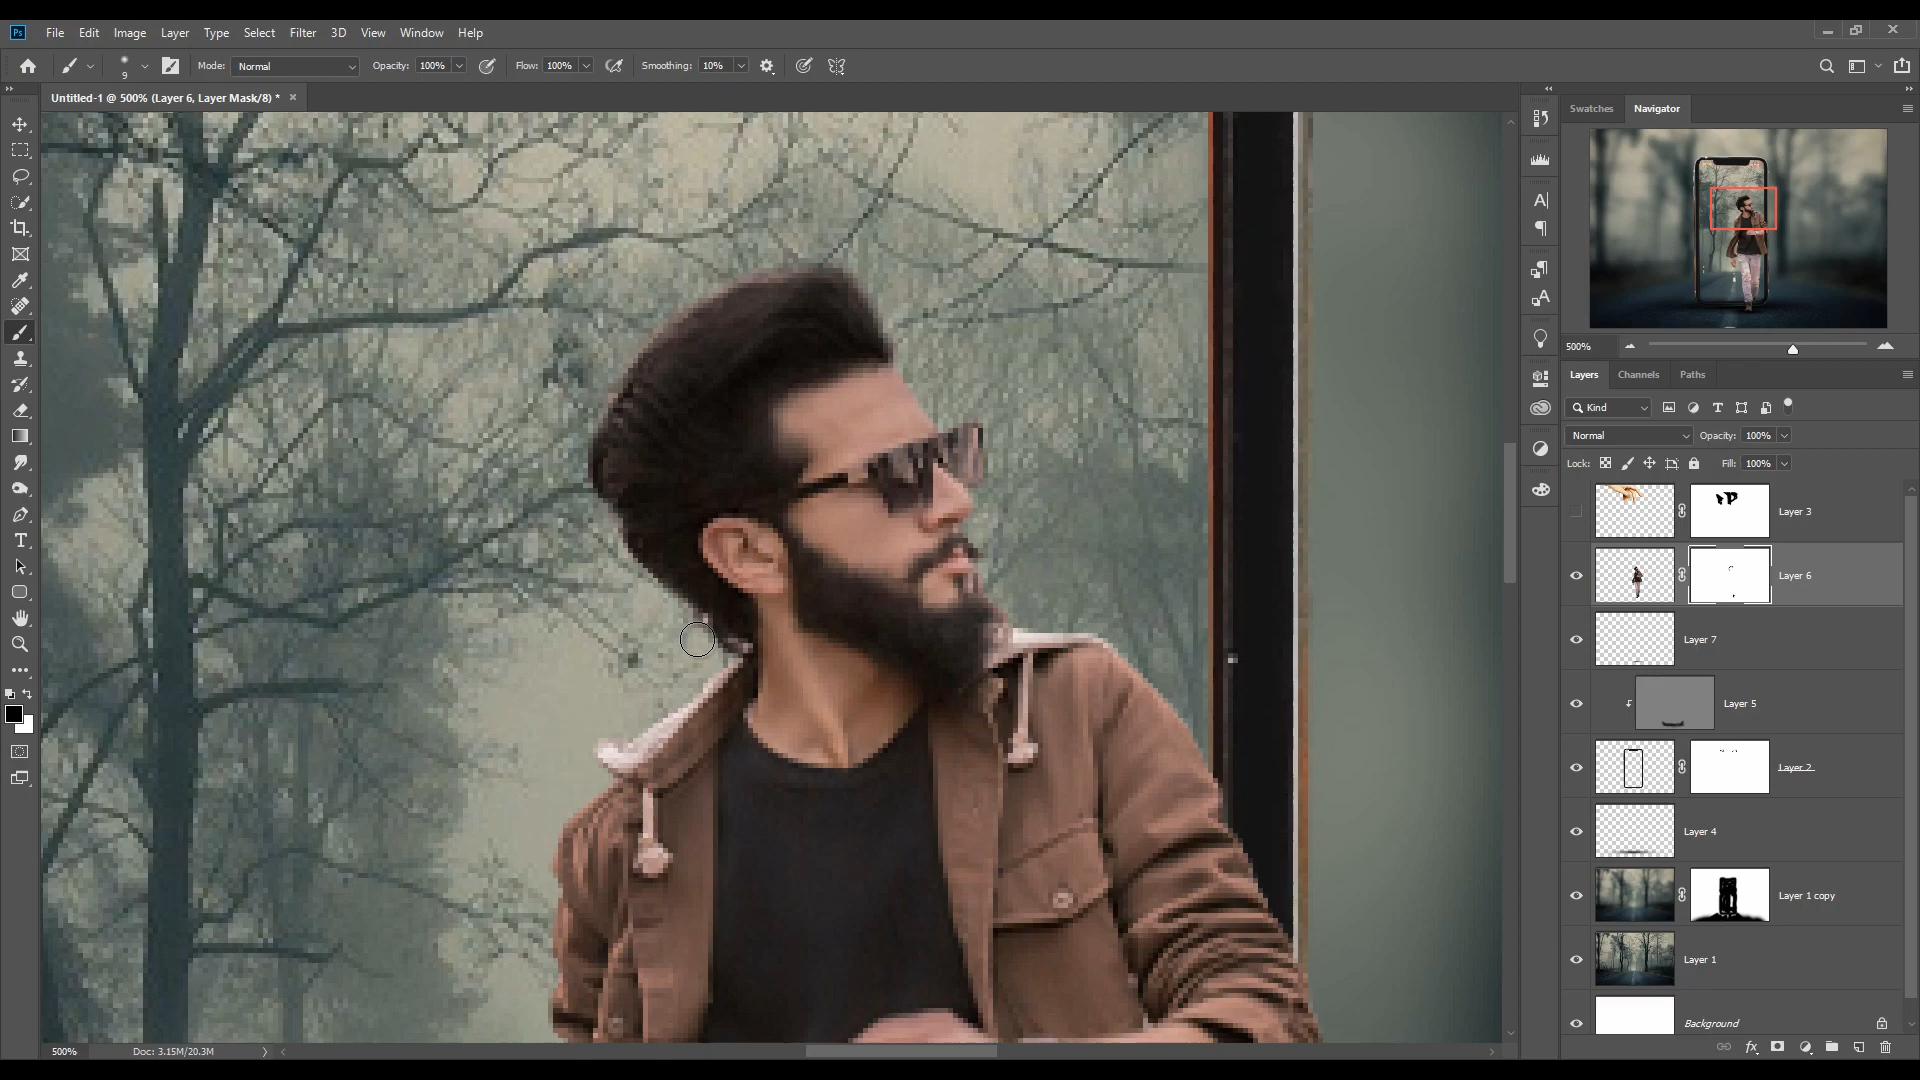 Ps File Edit Image Layer Type Select Filter 3D View Window Help
9 Mode: Normal Opacity: 100% Flow: 100% Smoothing: 10%
Untitled-1 @ 500% (Layer 6, Layer Mask/8) * ×
Swatches Navigator
500%
Layers Channels Paths
Kind
Normal Opacity: 100%
Lock: Fill: 100%
Layer 3
Layer 6
Layer 7
Layer 5
Layer 2
Layer 4
Layer 1 copy
Layer 1
Background
500% Doc: 3.15M/20.3M